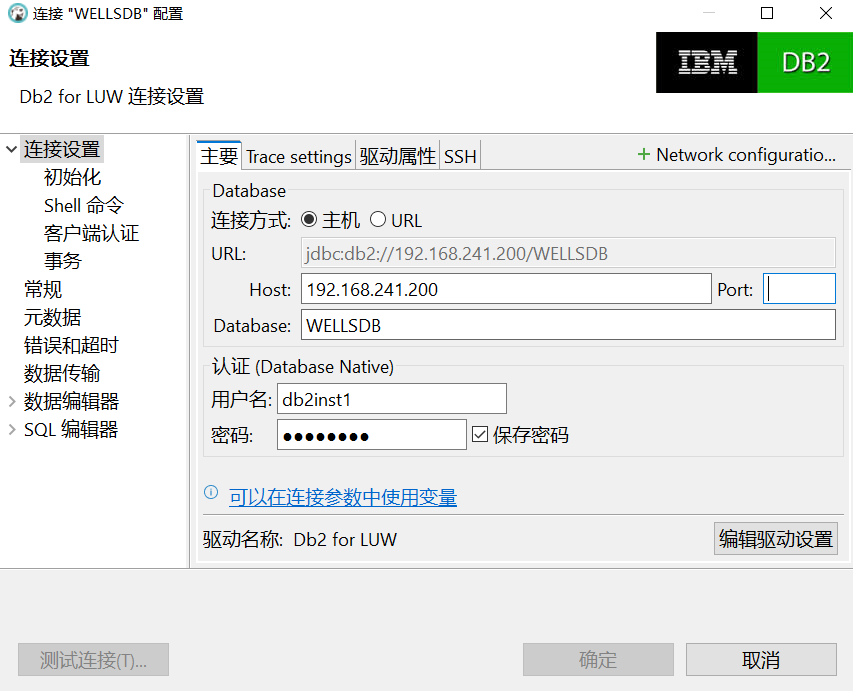 连接 "WELLSDB" 配置
连接设置
Db2 for LUW 连接设置
IBM DB2
连接设置
初始化
Shell 命令
客户端认证
事务
常规
元数据
错误和超时
数据传输
数据编辑器
SQL 编辑器
主要 Trace settings 驱动属性 SSH + Network configuratio...
Database
连接方式: 主机 URL
URL: jdbc:db2://192.168.241.200/WELLSDB
Host: 192.168.241.200 Port:
Database: WELLSDB
认证 (Database Native)
用户名: db2inst1
密码: ●●●●●●●● 保存密码
可以在连接参数中使用变量
驱动名称: Db2 for LUW 编辑驱动设置
测试连接(T)... 确定 取消